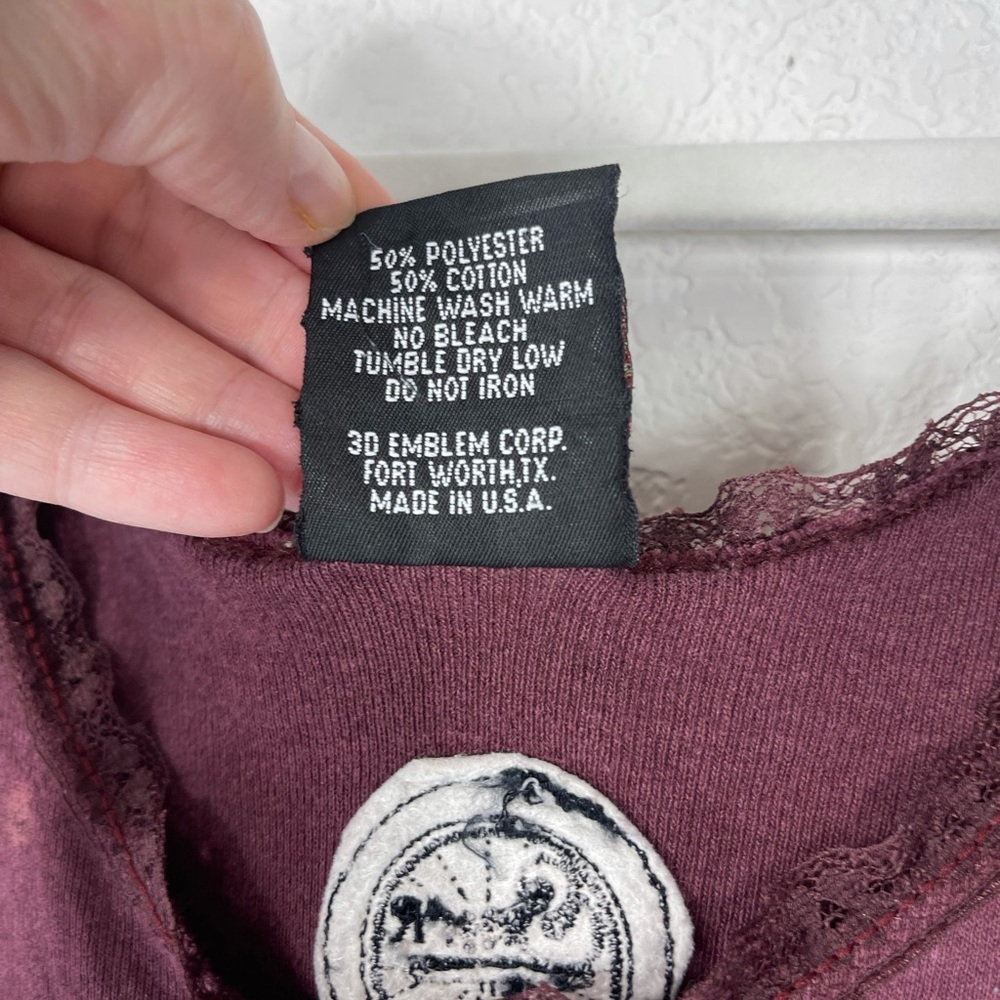 50% POLYESTER
50% COTTON
MACHINE WASH WARM
NO BLEACH
TUMBLE DRY LOW
DO NOT IRON
3D EMBLEM CORP.
FORT WORTH,TX.
MADE IN U.S.A.